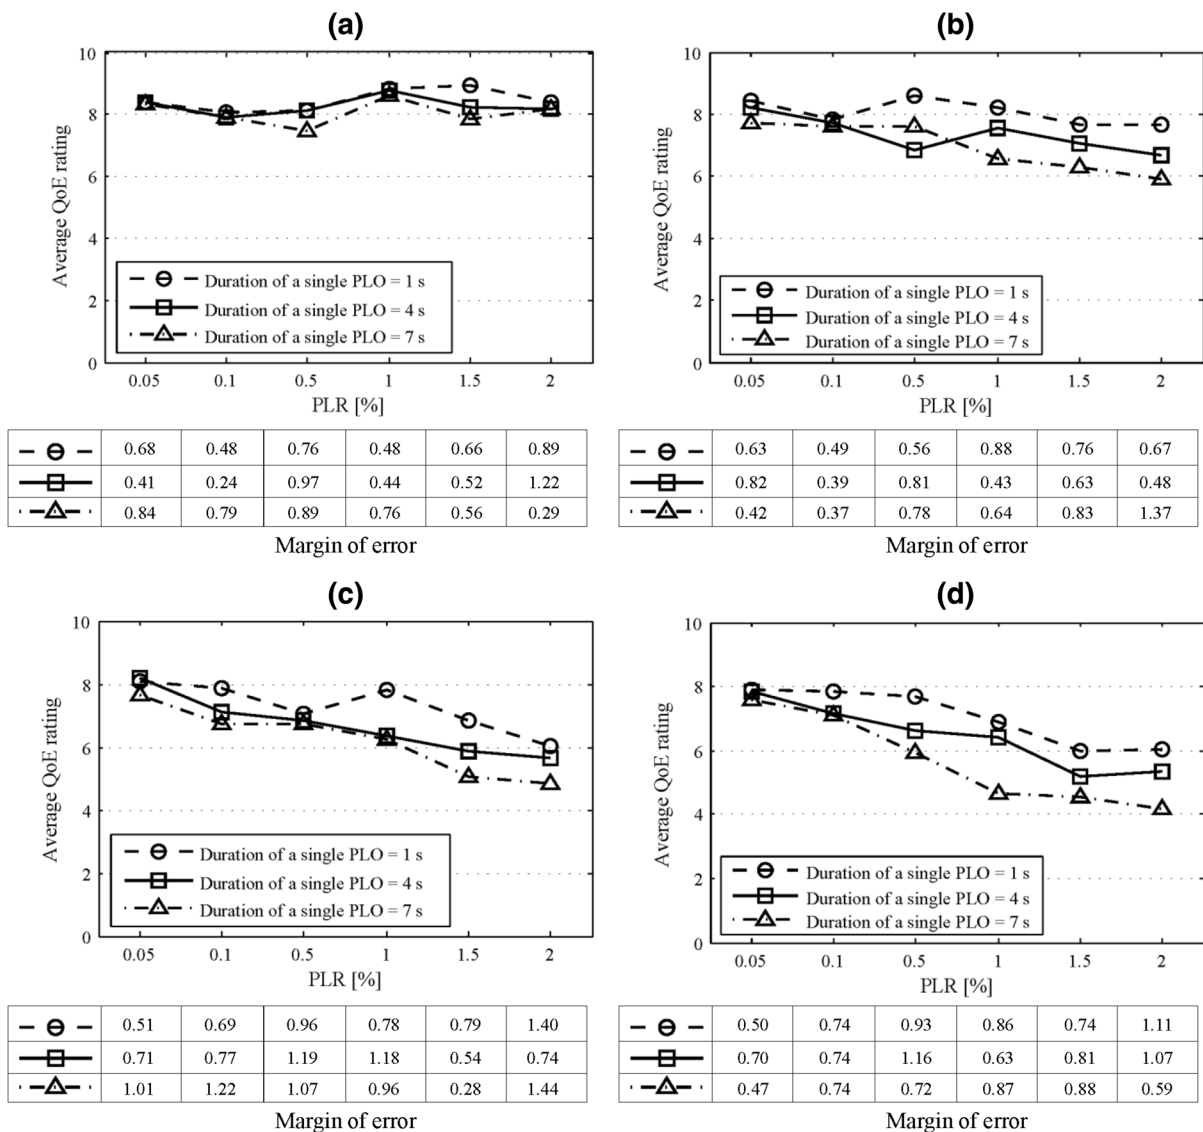 (a)
10
8
6
4
2
0
Average QoE rating
Duration of a single PLO = 1 s
Duration of a single PLO = 4 s
Duration of a single PLO = 7 s
0.05 0.1 0.5 1 1.5 2
PLR [%]
0.68 0.48 0.76 0.48 0.66 0.89
0.41 0.24 0.97 0.44 0.52 1.22
0.84 0.79 0.89 0.76 0.56 0.29
Margin of error
(b)
10
8
6
4
2
0
Average QoE rating
Duration of a single PLO = 1 s
Duration of a single PLO = 4 s
Duration of a single PLO = 7 s
0.05 0.1 0.5 1 1.5 2
PLR [%]
0.63 0.49 0.56 0.88 0.76 0.67
0.82 0.39 0.81 0.43 0.63 0.48
0.42 0.37 0.78 0.64 0.83 1.37
Margin of error
(c)
10
8
6
4
2
0
Average QoE rating
Duration of a single PLO = 1 s
Duration of a single PLO = 4 s
Duration of a single PLO = 7 s
0.05 0.1 0.5 1 1.5 2
PLR [%]
0.51 0.69 0.96 0.78 0.79 1.40
0.71 0.77 1.19 1.18 0.54 0.74
1.01 1.22 1.07 0.96 0.28 1.44
Margin of error
(d)
10
8
6
4
2
0
Average QoE rating
Duration of a single PLO = 1 s
Duration of a single PLO = 4 s
Duration of a single PLO = 7 s
0.05 0.1 0.5 1 1.5 2
PLR [%]
0.50 0.74 0.93 0.86 0.74 1.11
0.70 0.74 1.16 0.63 0.81 1.07
0.47 0.74 0.72 0.87 0.88 0.59
Margin of error